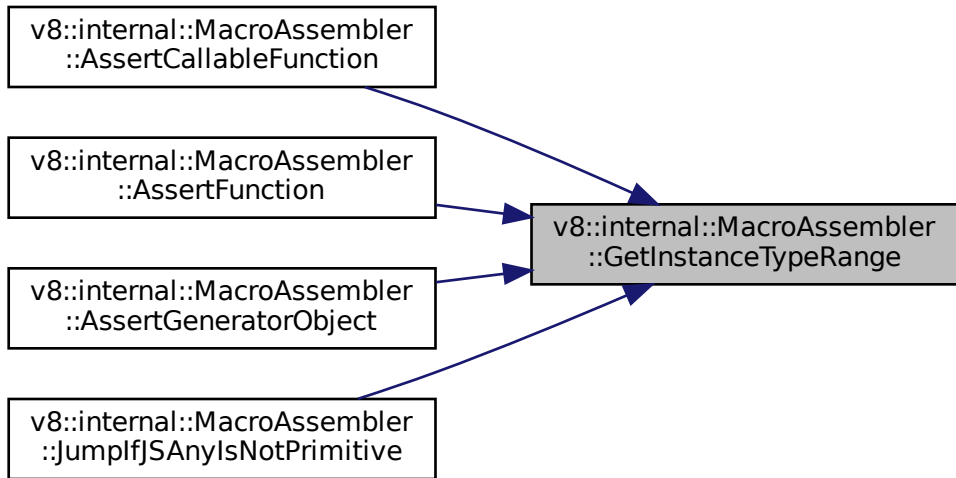 v8::internal::MacroAssembler
::AssertCallableFunction
v8::internal::MacroAssembler
::AssertFunction
v8::internal::MacroAssembler
::GetInstanceTypeRange
v8::internal::MacroAssembler
::AssertGeneratorObject
v8::internal::MacroAssembler
::JumpIfJSAnyIsNotPrimitive